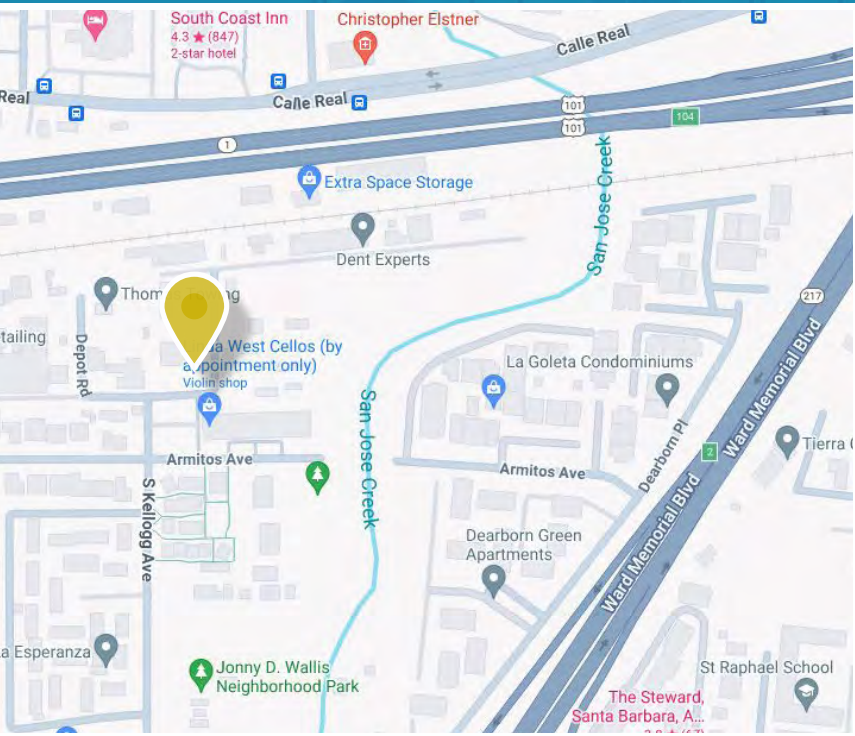 South Coast Inn
4.3 ★ (847)
2-star hotel
Christopher Elstner
Calle Real
Real
Calle Real
101
101
104
1
Extra Space Storage
San Jose Creek
Dent Experts
217
tailing
Depot Rd
West Cellos (by
appointment only)
Violin shop
La Goleta Condominiums
Ward Memorial Blvd
San Jose Creek
Dearborn Pl
2
Tierra
Armitos Ave
Armitos Ave
S Kellogg Ave
Ward Memorial Blvd
Dearborn Green
Apartments
a Esperanza
Jonny D. Wallis
Neighborhood Park
St Raphael School
The Steward,
Santa Barbara, A...